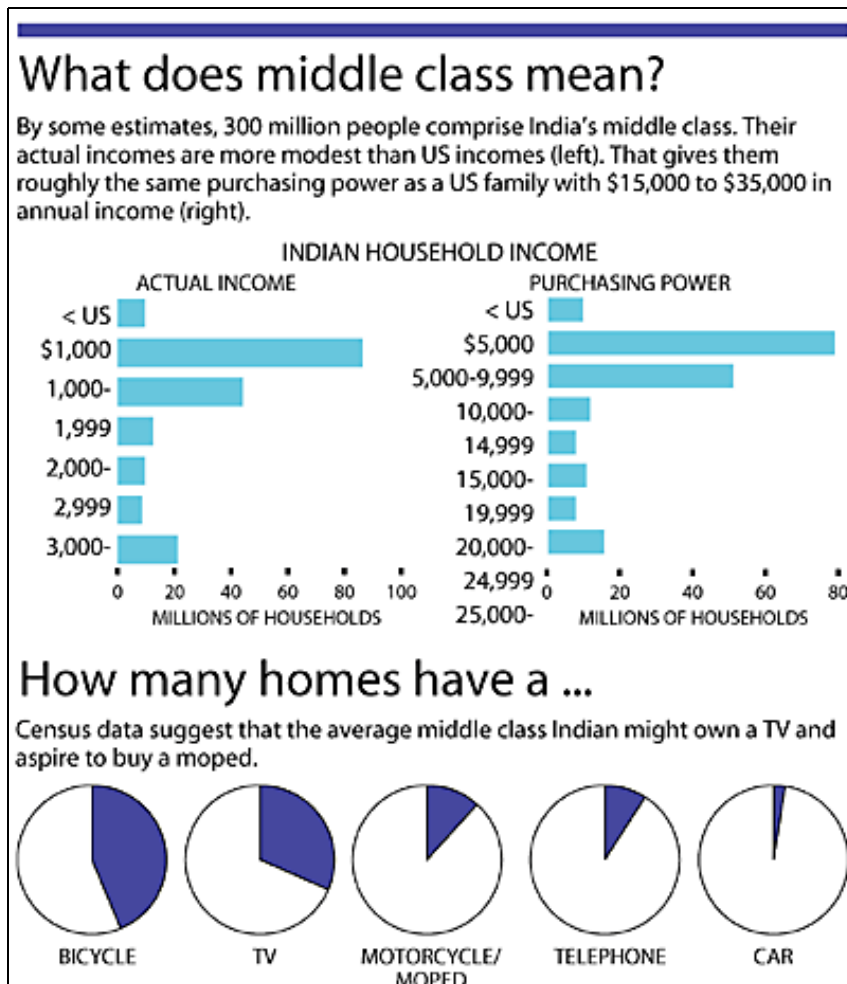 What does middle class mean?
By some estimates, 300 million people comprise India's middle class. Their
actual incomes are more modest than US incomes (left). That gives them
roughly the same purchasing power as a US family with $15,000 to $35,000 in
annual income (right).
INDIAN HOUSEHOLD INCOME
ACTUAL INCOME
< US
$1,000
1,000-
1,999
2,000-
2,999
3,000-
0 20 40 60 80 100
MILLIONS OF HOUSEHOLDS
PURCHASING POWER
< US
$5,000
5,000-9,999
10,000-
14,999
15,000-
19,999
20,000-
24,999
25,000-
0 20 40 60 80
MILLIONS OF HOUSEHOLDS
How many homes have a ...
Census data suggest that the average middle class Indian might own a TV and
aspire to buy a moped.
BICYCLE
TV
MOTORCYCLE/
MOPED
TELEPHONE
CAR